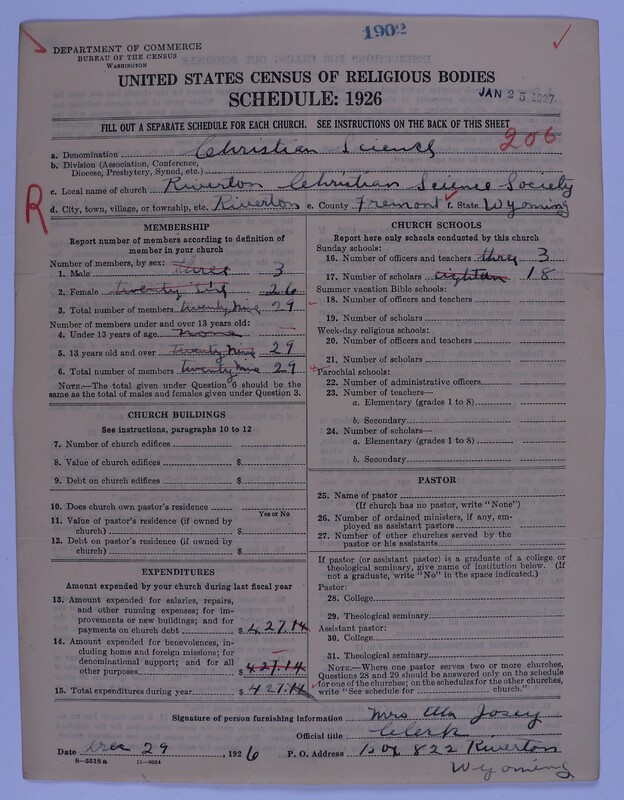 1902
DEPARTMENT OF COMMERCE
BUREAU OF THE CENSUS
WASHINGTON
UNITED STATES CENSUS OF RELIGIOUS BODIES
SCHEDULE: 1926
JAN 25 1927
FILL OUT A SEPARATE SCHEDULE FOR EACH CHURCH. SEE INSTRUCTIONS ON THE BACK OF THIS SHEET
206
a. Denomination Christian Science
b. Division (Association, Conference, Diocese, Presbytery, Synod, etc.)
c. Local name of church Riverton Christian Science Society
R
d. City, town, village, or township, etc. Riverton e. County Fremont f. State Wyoming
MEMBERSHIP
Report number of members according to definition of
member in your church
Number of members, by sex:
1. Male three 3
2. Female twenty six 26
3. Total number of members twenty nine 29
Number of members under and over 13 years old:
4. Under 13 years of age none
5. 13 years old and over twenty nine 29
6. Total number of members twenty nine 29
NOTE.—The total given under Question 6 should be the
same as the total of males and females given under Question 3.
CHURCH BUILDINGS
See instructions, paragraphs 10 to 12
7. Number of church edifices
8. Value of church edifices $
9. Debt on church edifices $
10. Does church own pastor's residence
Yes or No
11. Value of pastor's residence (if owned by
church) $
12. Debt on pastor's residence (if owned by
church) $
EXPENDITURES
Amount expended by your church during last fiscal year
13. Amount expended for salaries, repairs,
and other running expenses; for im-
provements or new buildings; and for
payments on church debt $ 427.14
14. Amount expended for benevolences, in-
cluding home and foreign missions; for
denominational support; and for all
other purposes $ 427.14
15. Total expenditures during year $ 427.14
CHURCH SCHOOLS
Report here only schools conducted by this church
Sunday schools:
16. Number of officers and teachers three 3
17. Number of scholars eighteen 18
Summer vacation Bible schools:
18. Number of officers and teachers
19. Number of scholars
Week-day religious schools:
20. Number of officers and teachers
21. Number of scholars
Parochial schools:
22. Number of administrative officers
23. Number of teachers—
a. Elementary (grades 1 to 8)
b. Secondary
24. Number of scholars—
a. Elementary (grades 1 to 8)
b. Secondary
PASTOR
25. Name of pastor
(If church has no pastor, write "None")
26. Number of ordained ministers, if any, em-
ployed as assistant pastors
27. Number of other churches served by the
pastor or his assistants
If pastor (or assistant pastor) is a graduate of a college or
theological seminary, give name of institution below. (If
not a graduate, write "No" in the space indicated.)
Pastor:
28. College
29. Theological seminary
Assistant pastor:
30. College
31. Theological seminary
NOTE.—Where one pastor serves two or more churches,
Questions 28 and 29 should be answered only on the schedule
for one of the churches; on the schedules for the other churches,
write "See schedule for ............ church."
Signature of person furnishing information Mrs Ella Josey
Official title Clerk
Date Dec 29, 1926 P. O. Address Box 822 Riverton
Wyoming
8—5518a 11—9034